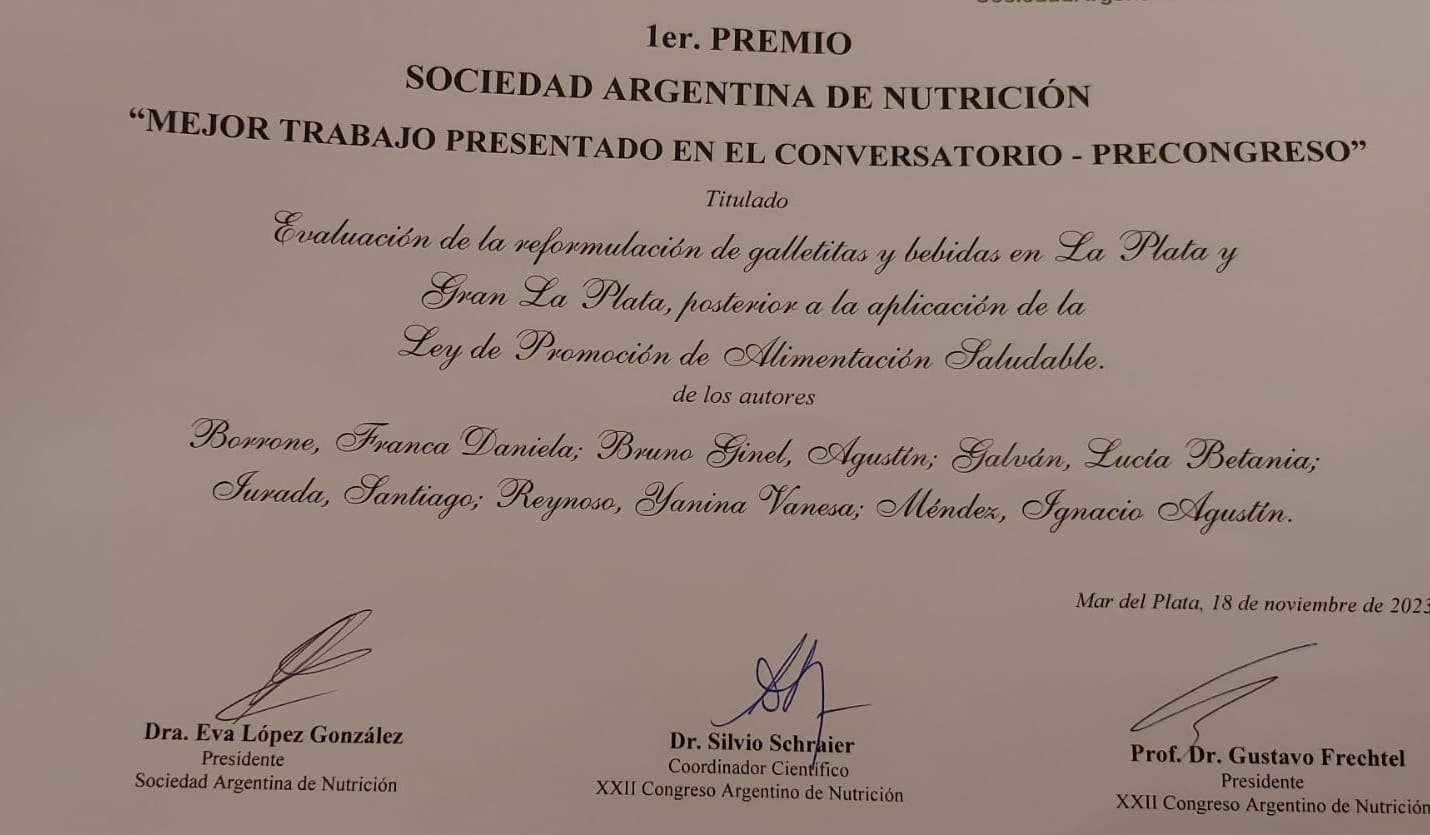 1er. PREMIO
SOCIEDAD ARGENTINA DE NUTRICIÓN
“MEJOR TRABAJO PRESENTADO EN EL CONVERSATORIO - PRECONGRESO”
Titulado
Evaluación de la reformulación de galletitas y bebidas en La Plata y
Gran La Plata, posterior a la aplicación de la
Ley de Promoción de Alimentación Saludable.
de los autores
Borrone, Franca Daniela; Bruno Ginel, Agustín; Galván, Lucía Betania;
Jurada, Santiago; Reynoso, Yanina Vanesa; Méndez, Ignacio Agustín.
Mar del Plata, 18 de noviembre de 2023
Dra. Eva López González
Presidente
Sociedad Argentina de Nutrición
Dr. Silvio Schraier
Coordinador Científico
XXII Congreso Argentino de Nutrición
Prof. Dr. Gustavo Frechtel
Presidente
XXII Congreso Argentino de Nutrición